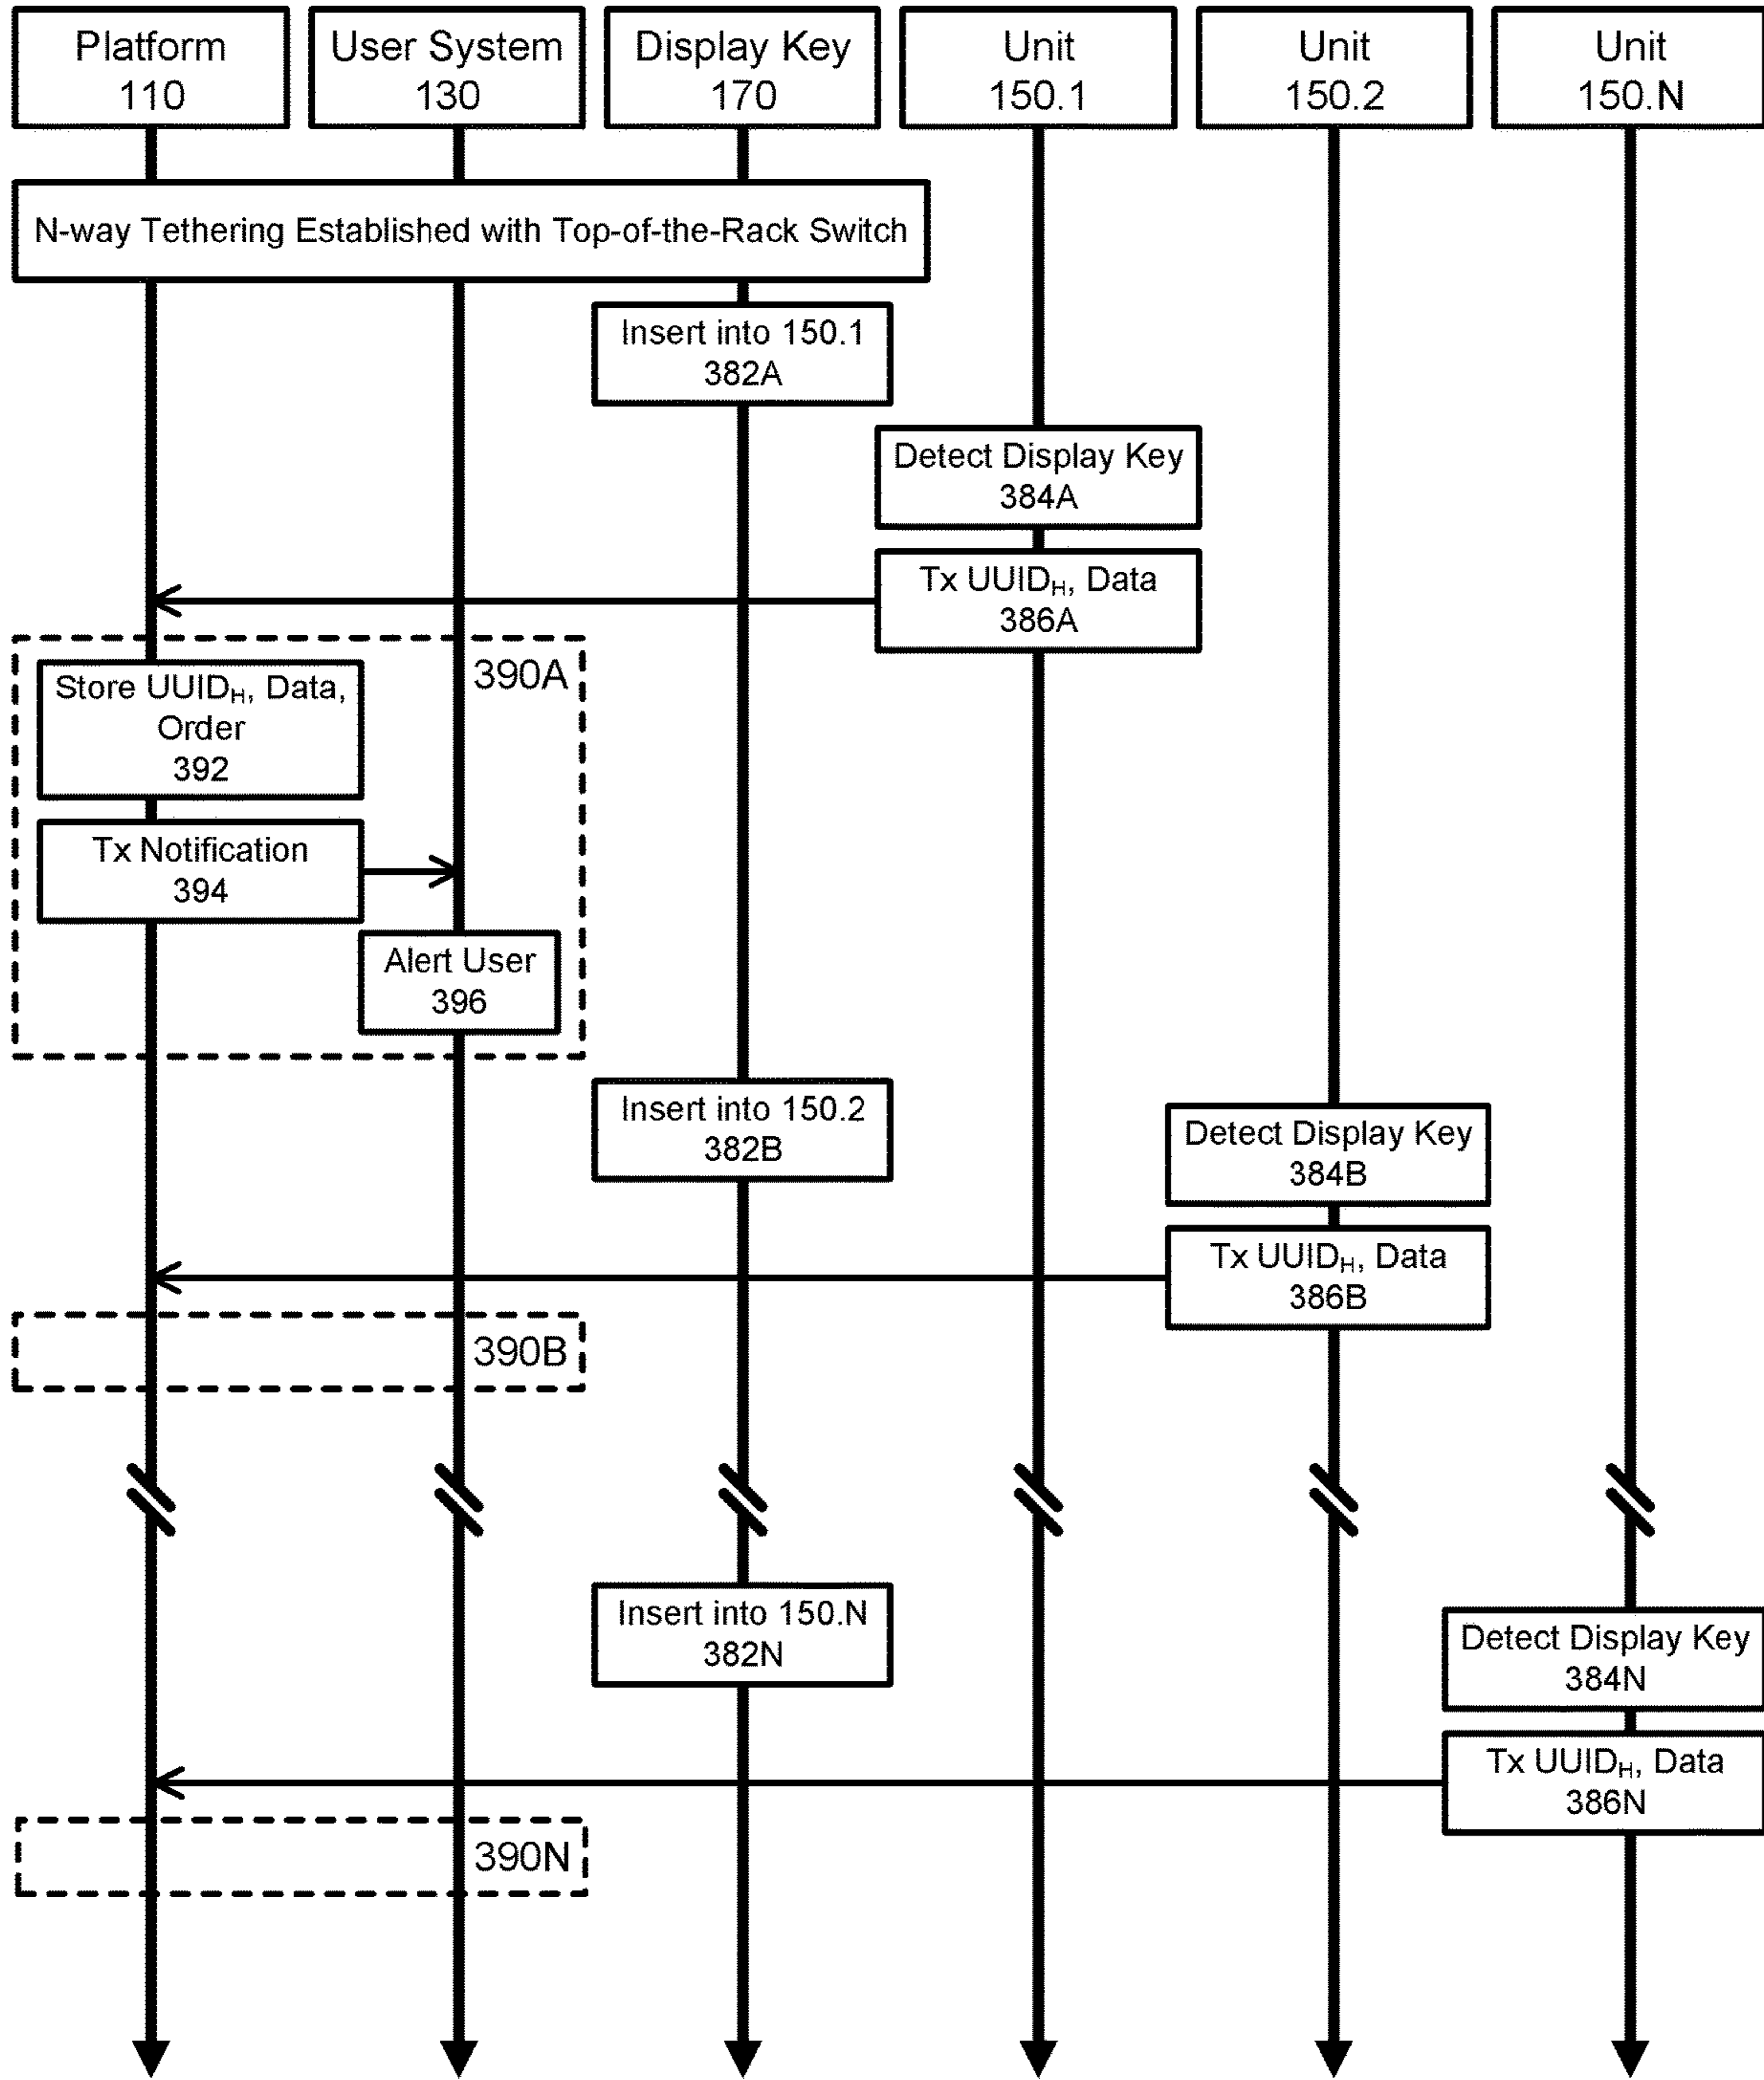 Platform
110
User System
130
Display Key
170
Unit
150.1
Unit
150.2
Unit
150.N
N-way Tethering Established with Top-of-the-Rack Switch
Insert into 150.1
382A
Detect Display Key
384A
Tx UUIDH, Data
386A
390A
Store UUIDH, Data,
Order
392
Tx Notification
394
Alert User
396
Insert into 150.2
382B
Detect Display Key
384B
Tx UUIDH, Data
386B
390B
Insert into 150.N
382N
Detect Display Key
384N
Tx UUIDH, Data
386N
390N